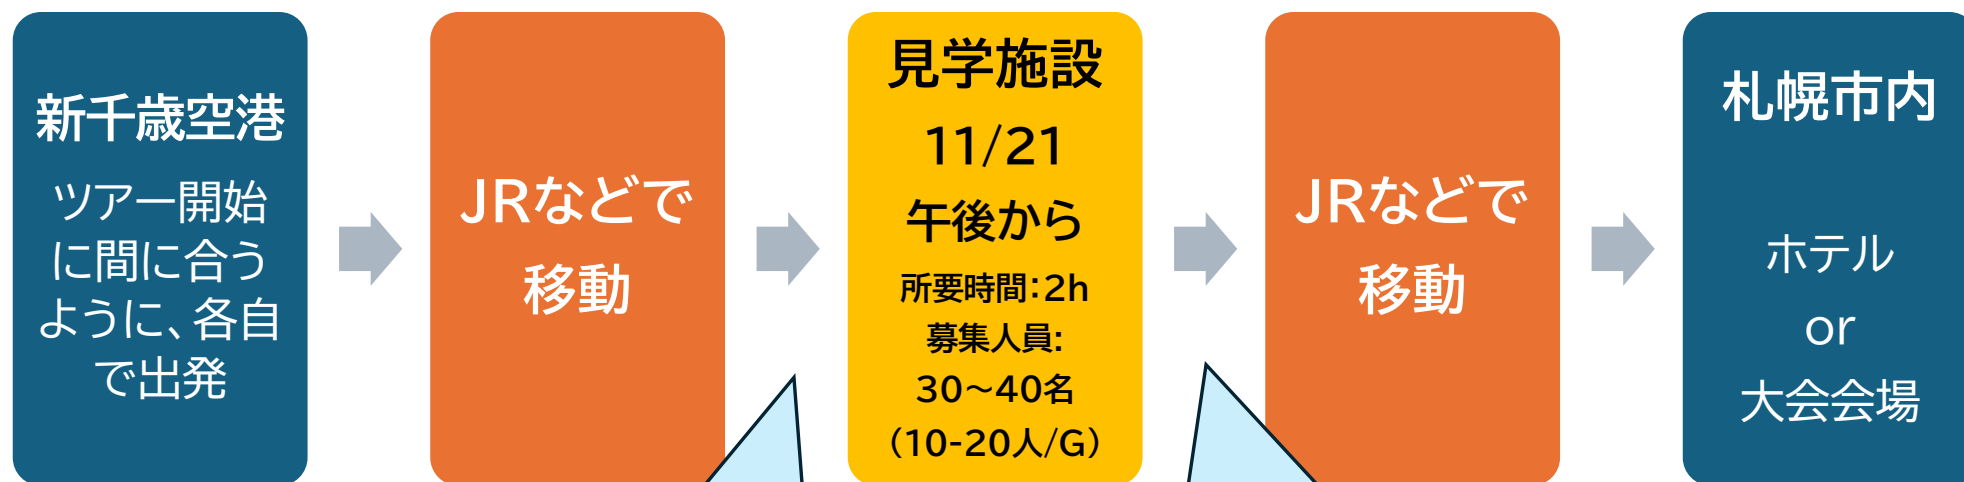 新千歳空港
ツアー開始
に間に合う
ように、各自
で出発
JRなどで
移動
見学施設
11/21
午後から
所要時間：2h
募集人員:
30～40名
（10-20人/G）
JRなどで
移動
札幌市内
ホテル
or
大会会場